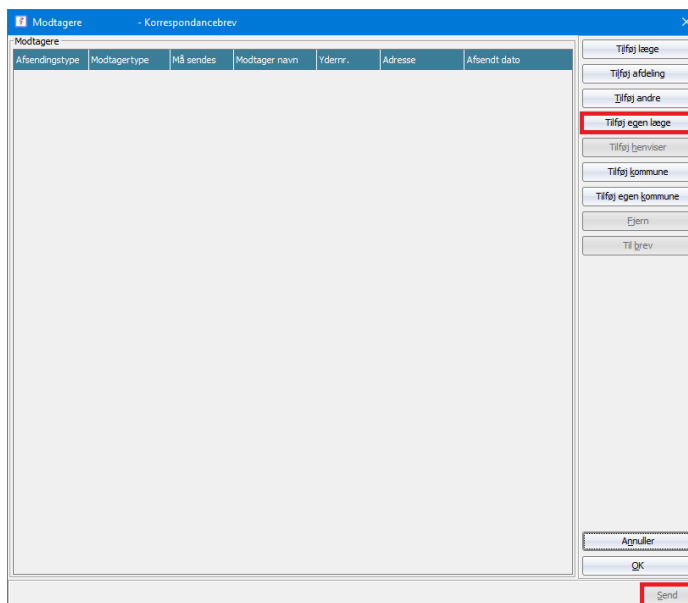 Modtagere - Korrespondancebrev
Modtagere
Afsendingstype Modtagertype Må sendes Modtager navn Ydernr. Adresse Afsendt dato
Tilføj læge
Tilføj afdeling
Tilføj andre
Tilføj egen læge
Tilføj henviser
Tilføj kommune
Tilføj egen kommune
Fjern
Til brev
Annuller
OK
Send